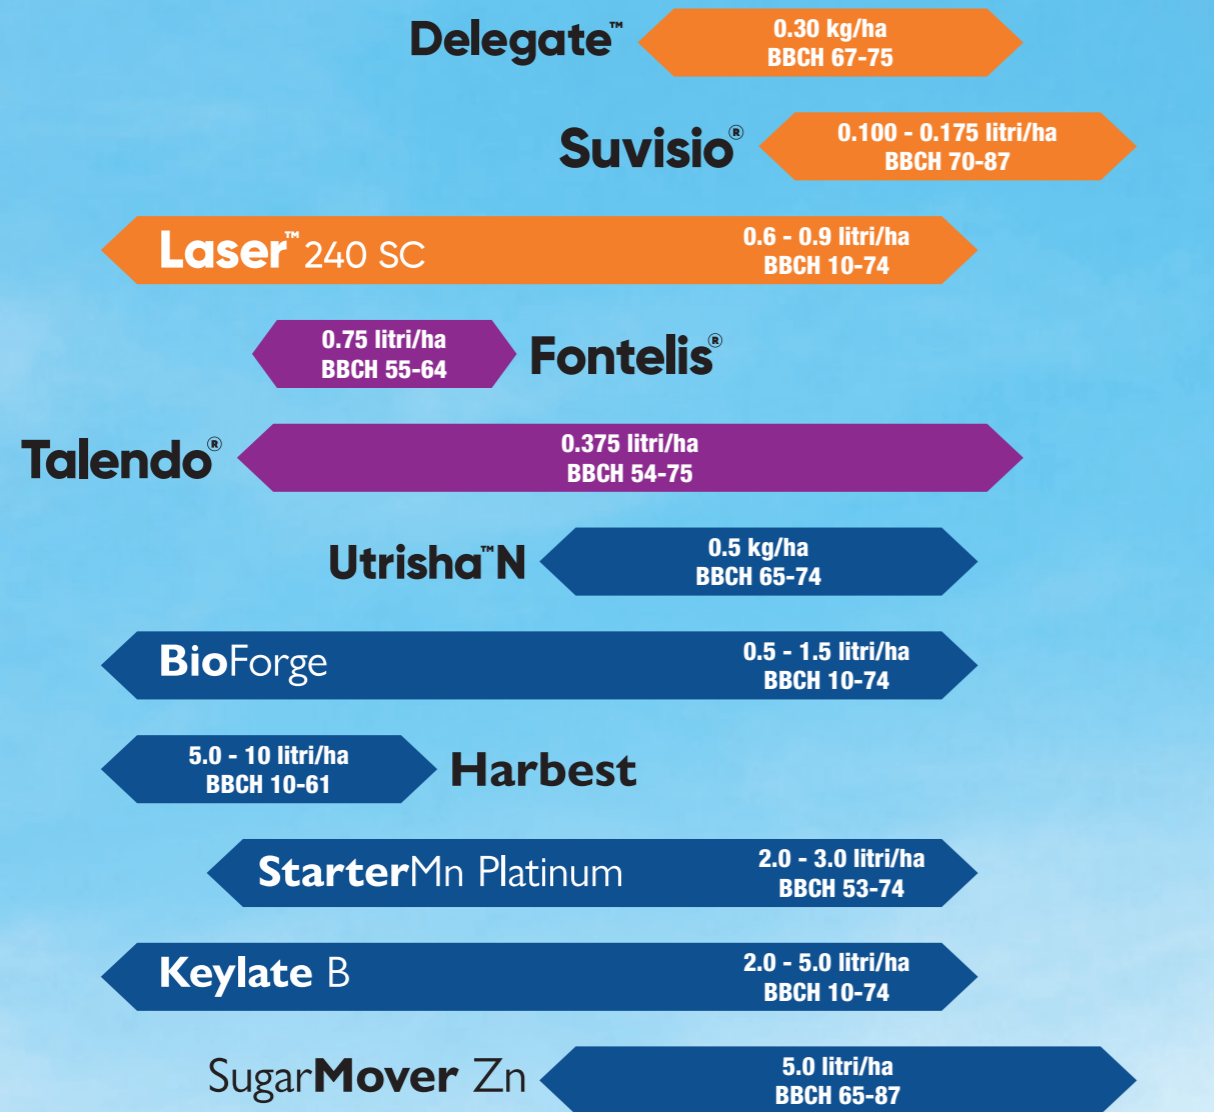 Delegate™
0.30 kg/ha
BBCH 67-75
Suvisio®
0.100 - 0.175 litri/ha
BBCH 70-87
Laser™ 240 SC
0.6 - 0.9 litri/ha
BBCH 10-74
0.75 litri/ha
BBCH 55-64
Fontelis®
Talendo®
0.375 litri/ha
BBCH 54-75
Utrisha™ N
0.5 kg/ha
BBCH 65-74
BioForge
0.5 - 1.5 litri/ha
BBCH 10-74
5.0 - 10 litri/ha
BBCH 10-61
Harbest
StarterMn Platinum
2.0 - 3.0 litri/ha
BBCH 53-74
Keylate B
2.0 - 5.0 litri/ha
BBCH 10-74
SugarMover Zn
5.0 litri/ha
BBCH 65-87